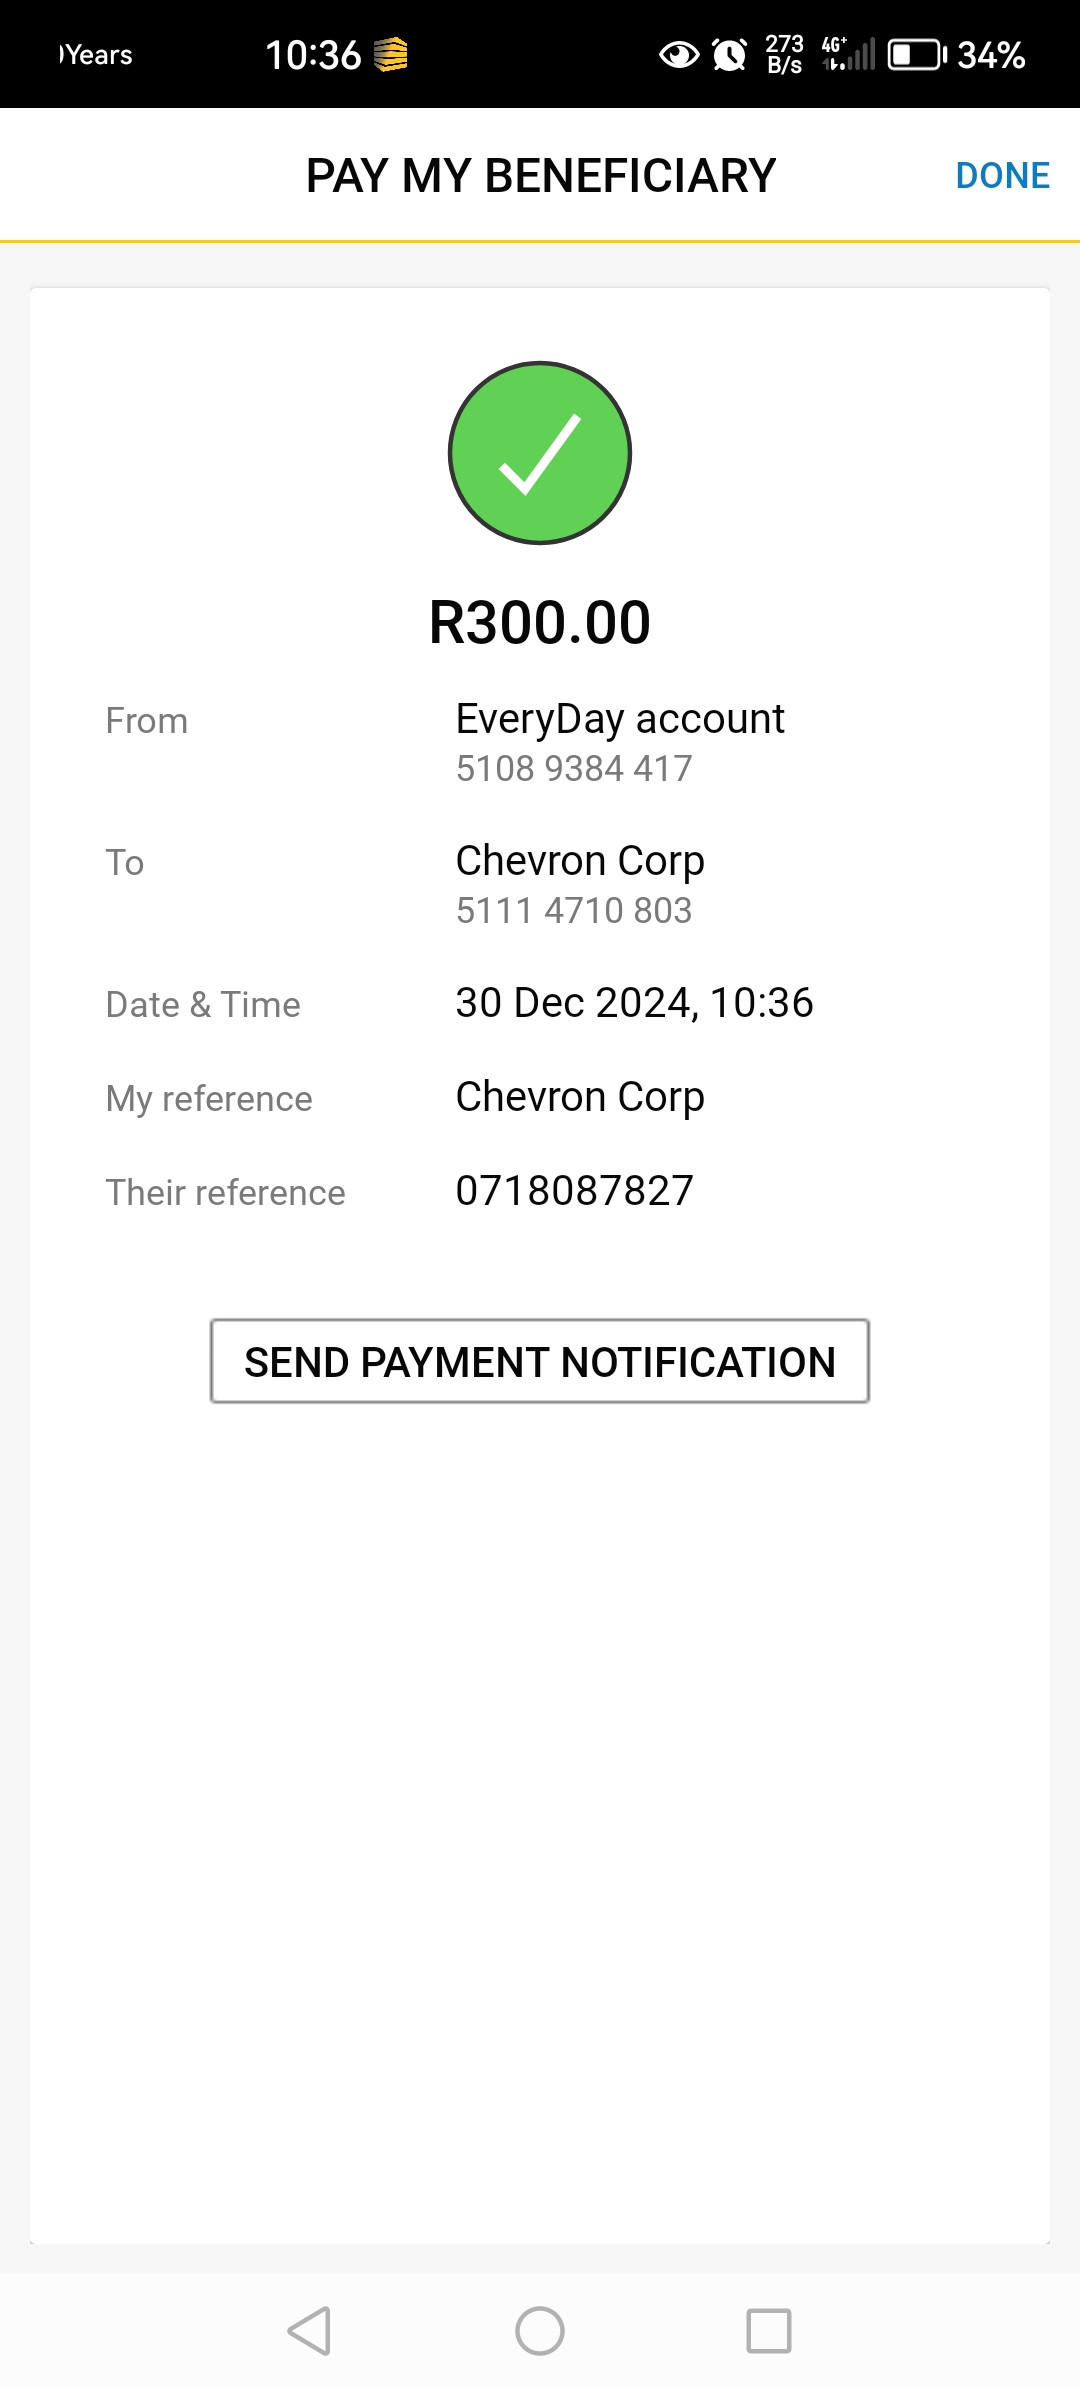 Years
10:36
273
B/s
4G+
34%
PAY MY BENEFICIARY
DONE
R300.00
From
EveryDay account
5108 9384 417
To
Chevron Corp
5111 4710 803
Date & Time
30 Dec 2024, 10:36
My reference
Chevron Corp
Their reference
0718087827
SEND PAYMENT NOTIFICATION